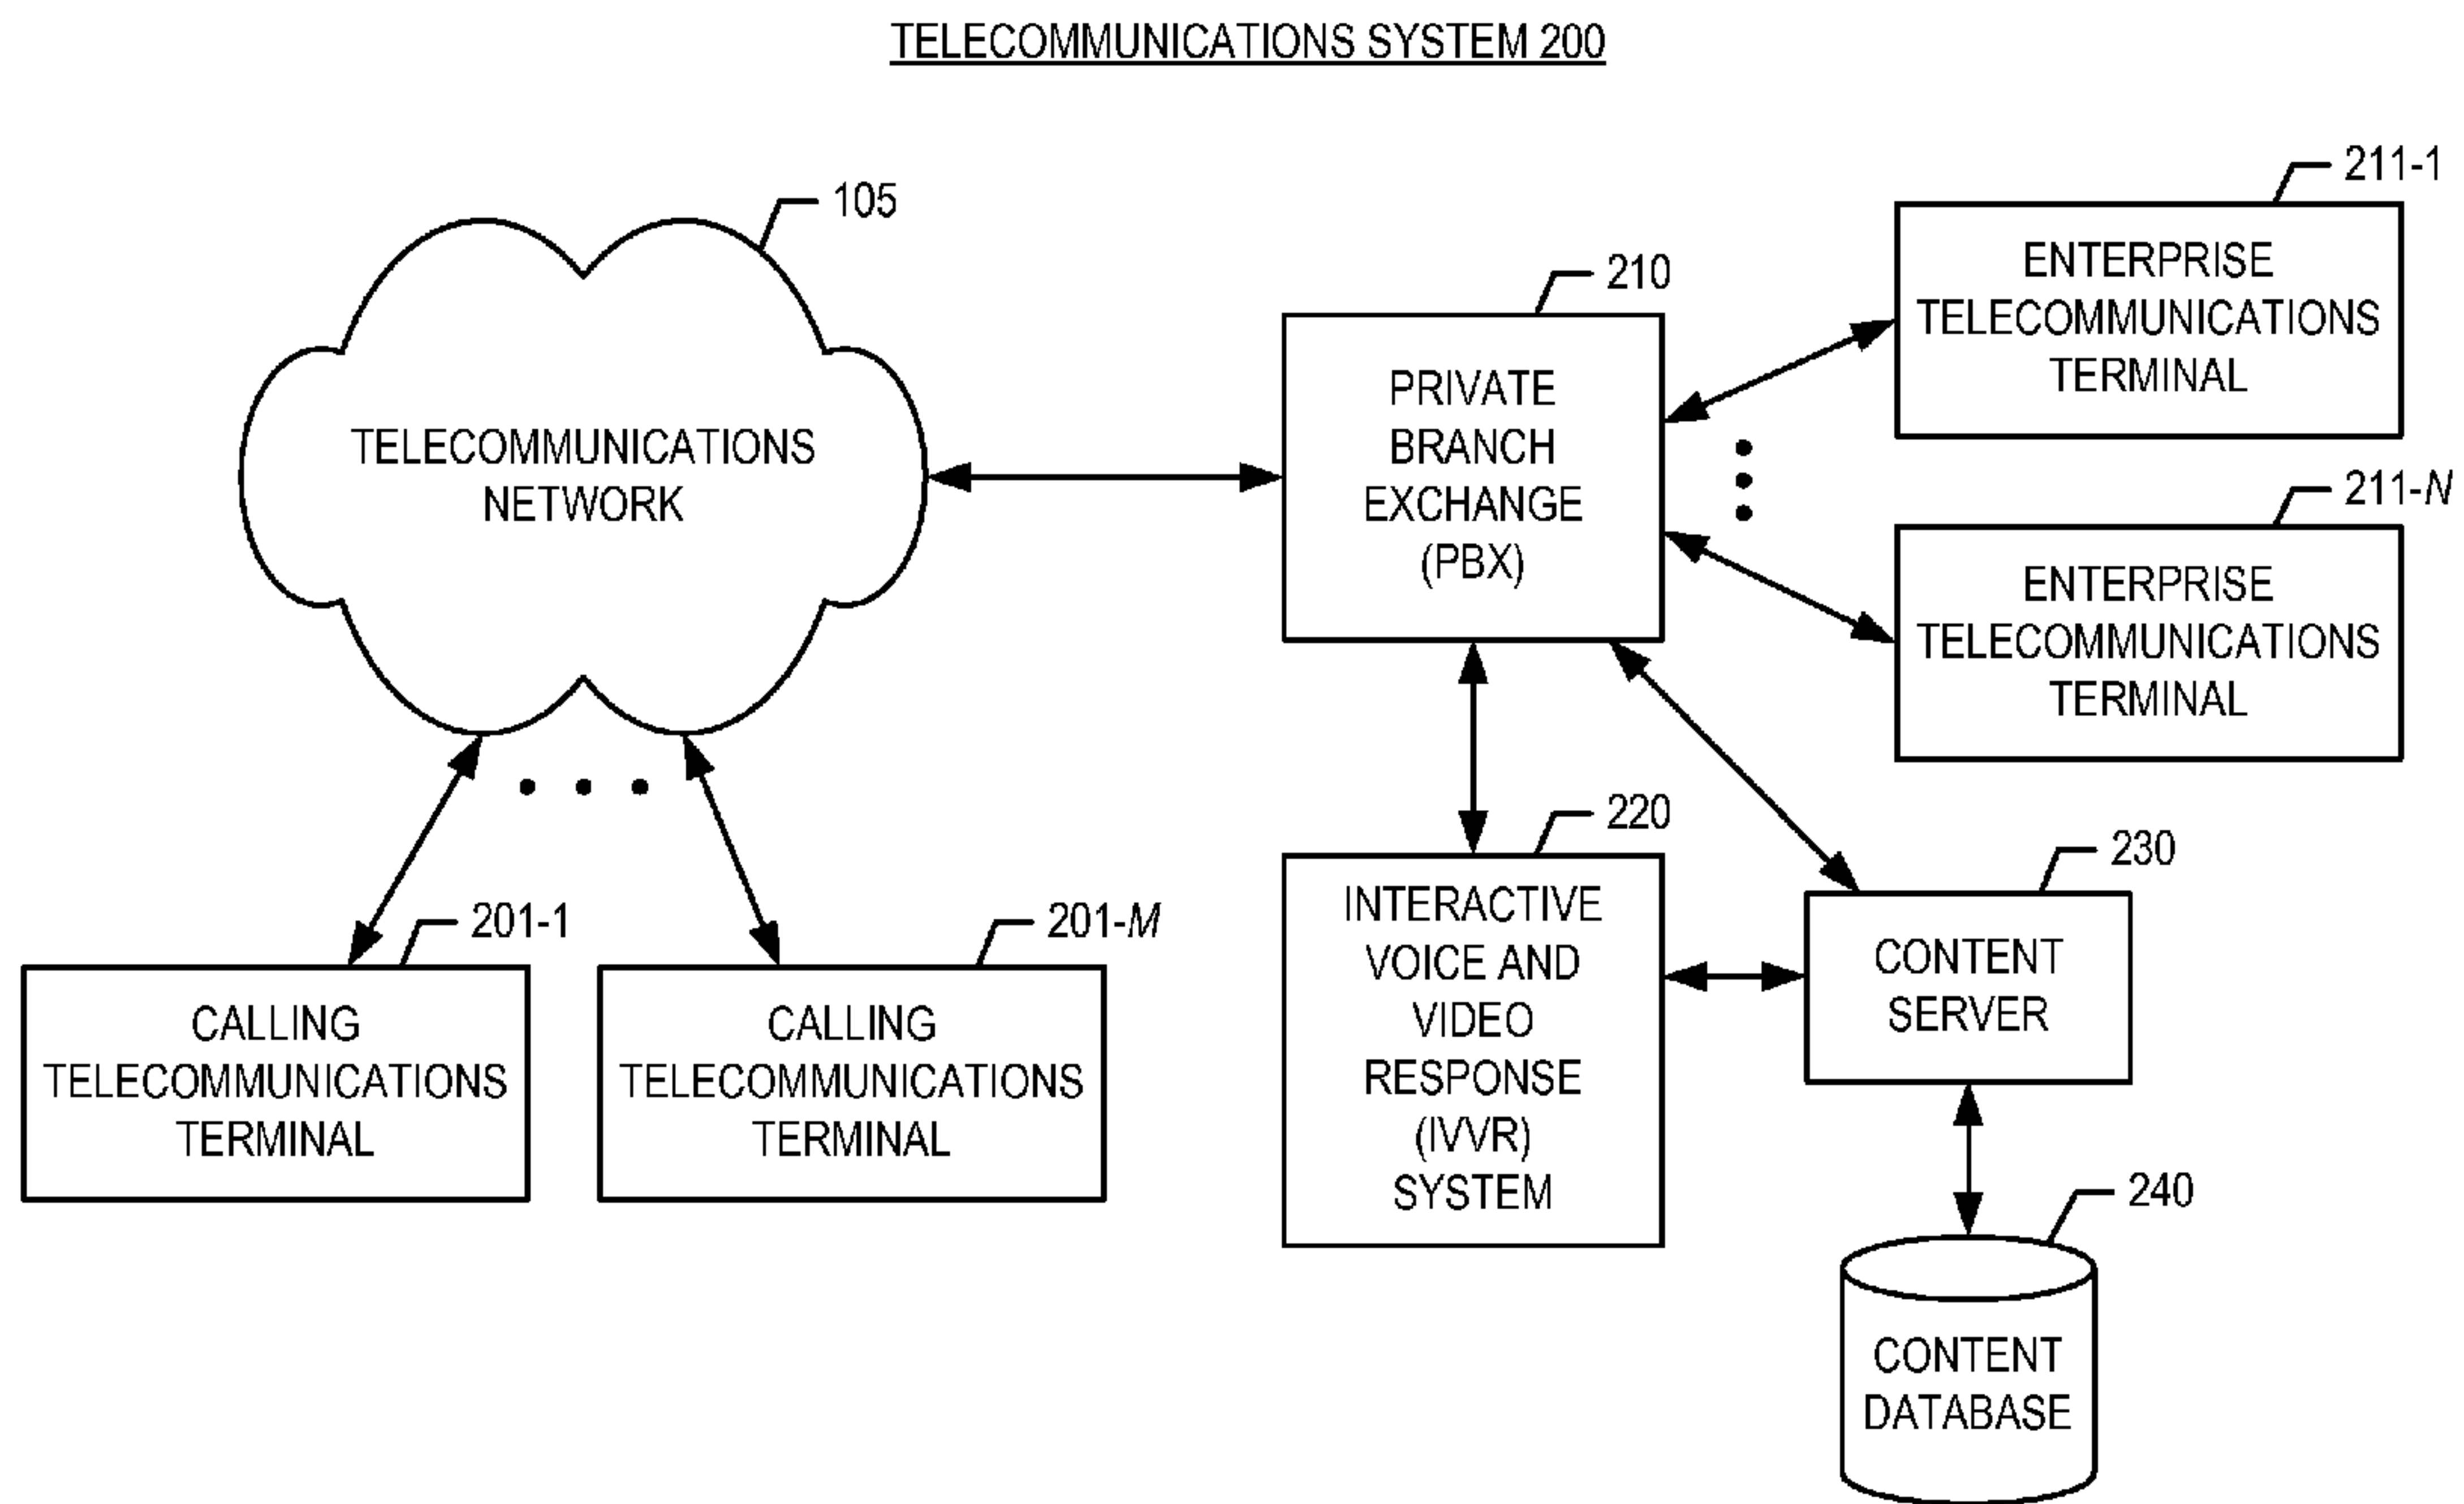 TELECOMMUNICATIONS SYSTEM 200
105
TELECOMMUNICATIONS
NETWORK
210
PRIVATE
BRANCH
EXCHANGE
(PBX)
211-1
ENTERPRISE
TELECOMMUNICATIONS
TERMINAL
211-N
ENTERPRISE
TELECOMMUNICATIONS
TERMINAL
201-1
CALLING
TELECOMMUNICATIONS
TERMINAL
201-M
CALLING
TELECOMMUNICATIONS
TERMINAL
220
INTERACTIVE
VOICE AND
VIDEO
RESPONSE
(IVVR)
SYSTEM
230
CONTENT
SERVER
240
CONTENT
DATABASE